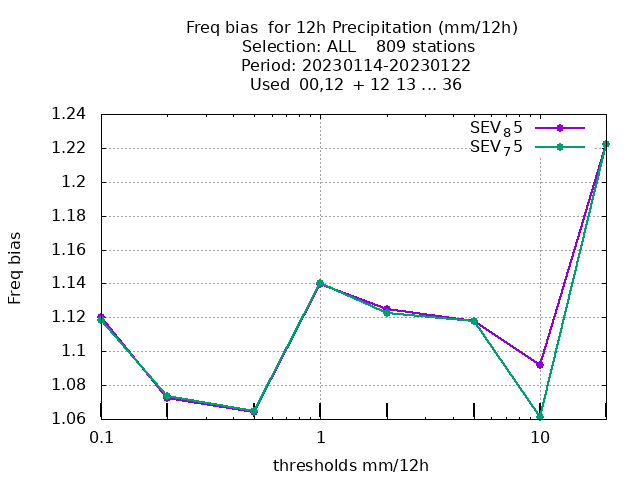 Freq bias  for 12h Precipitation (mm/12h)
Selection: ALL    809 stations
Period: 20230114-20230122
Used  00,12  + 12 13 ... 36
1.24
SEV₈5
SEV₇5
1.22
1.2
1.18
1.16
1.14
1.12
1.1
1.08
1.06
Freq bias
0.1
1
10
thresholds mm/12h